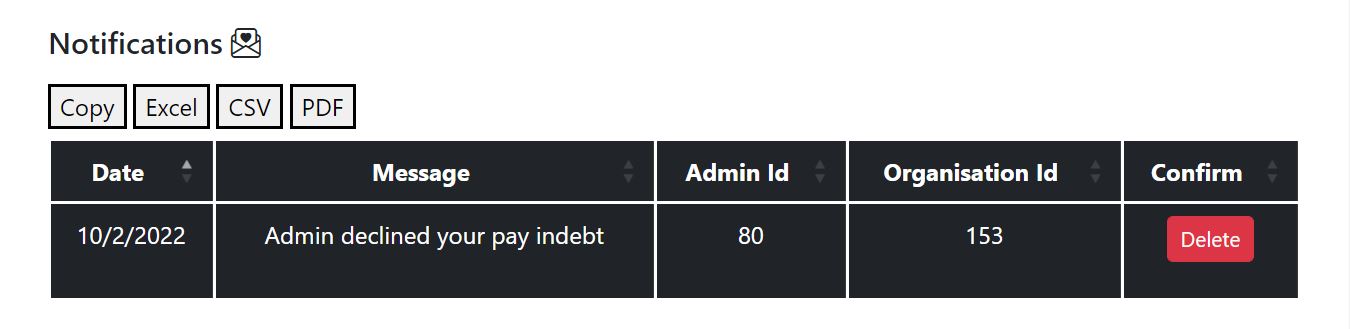 Notifications
Copy Excel CSV PDF
Date Message Admin Id Organisation Id Confirm
10/2/2022 Admin declined your pay indebt 80 153 Delete